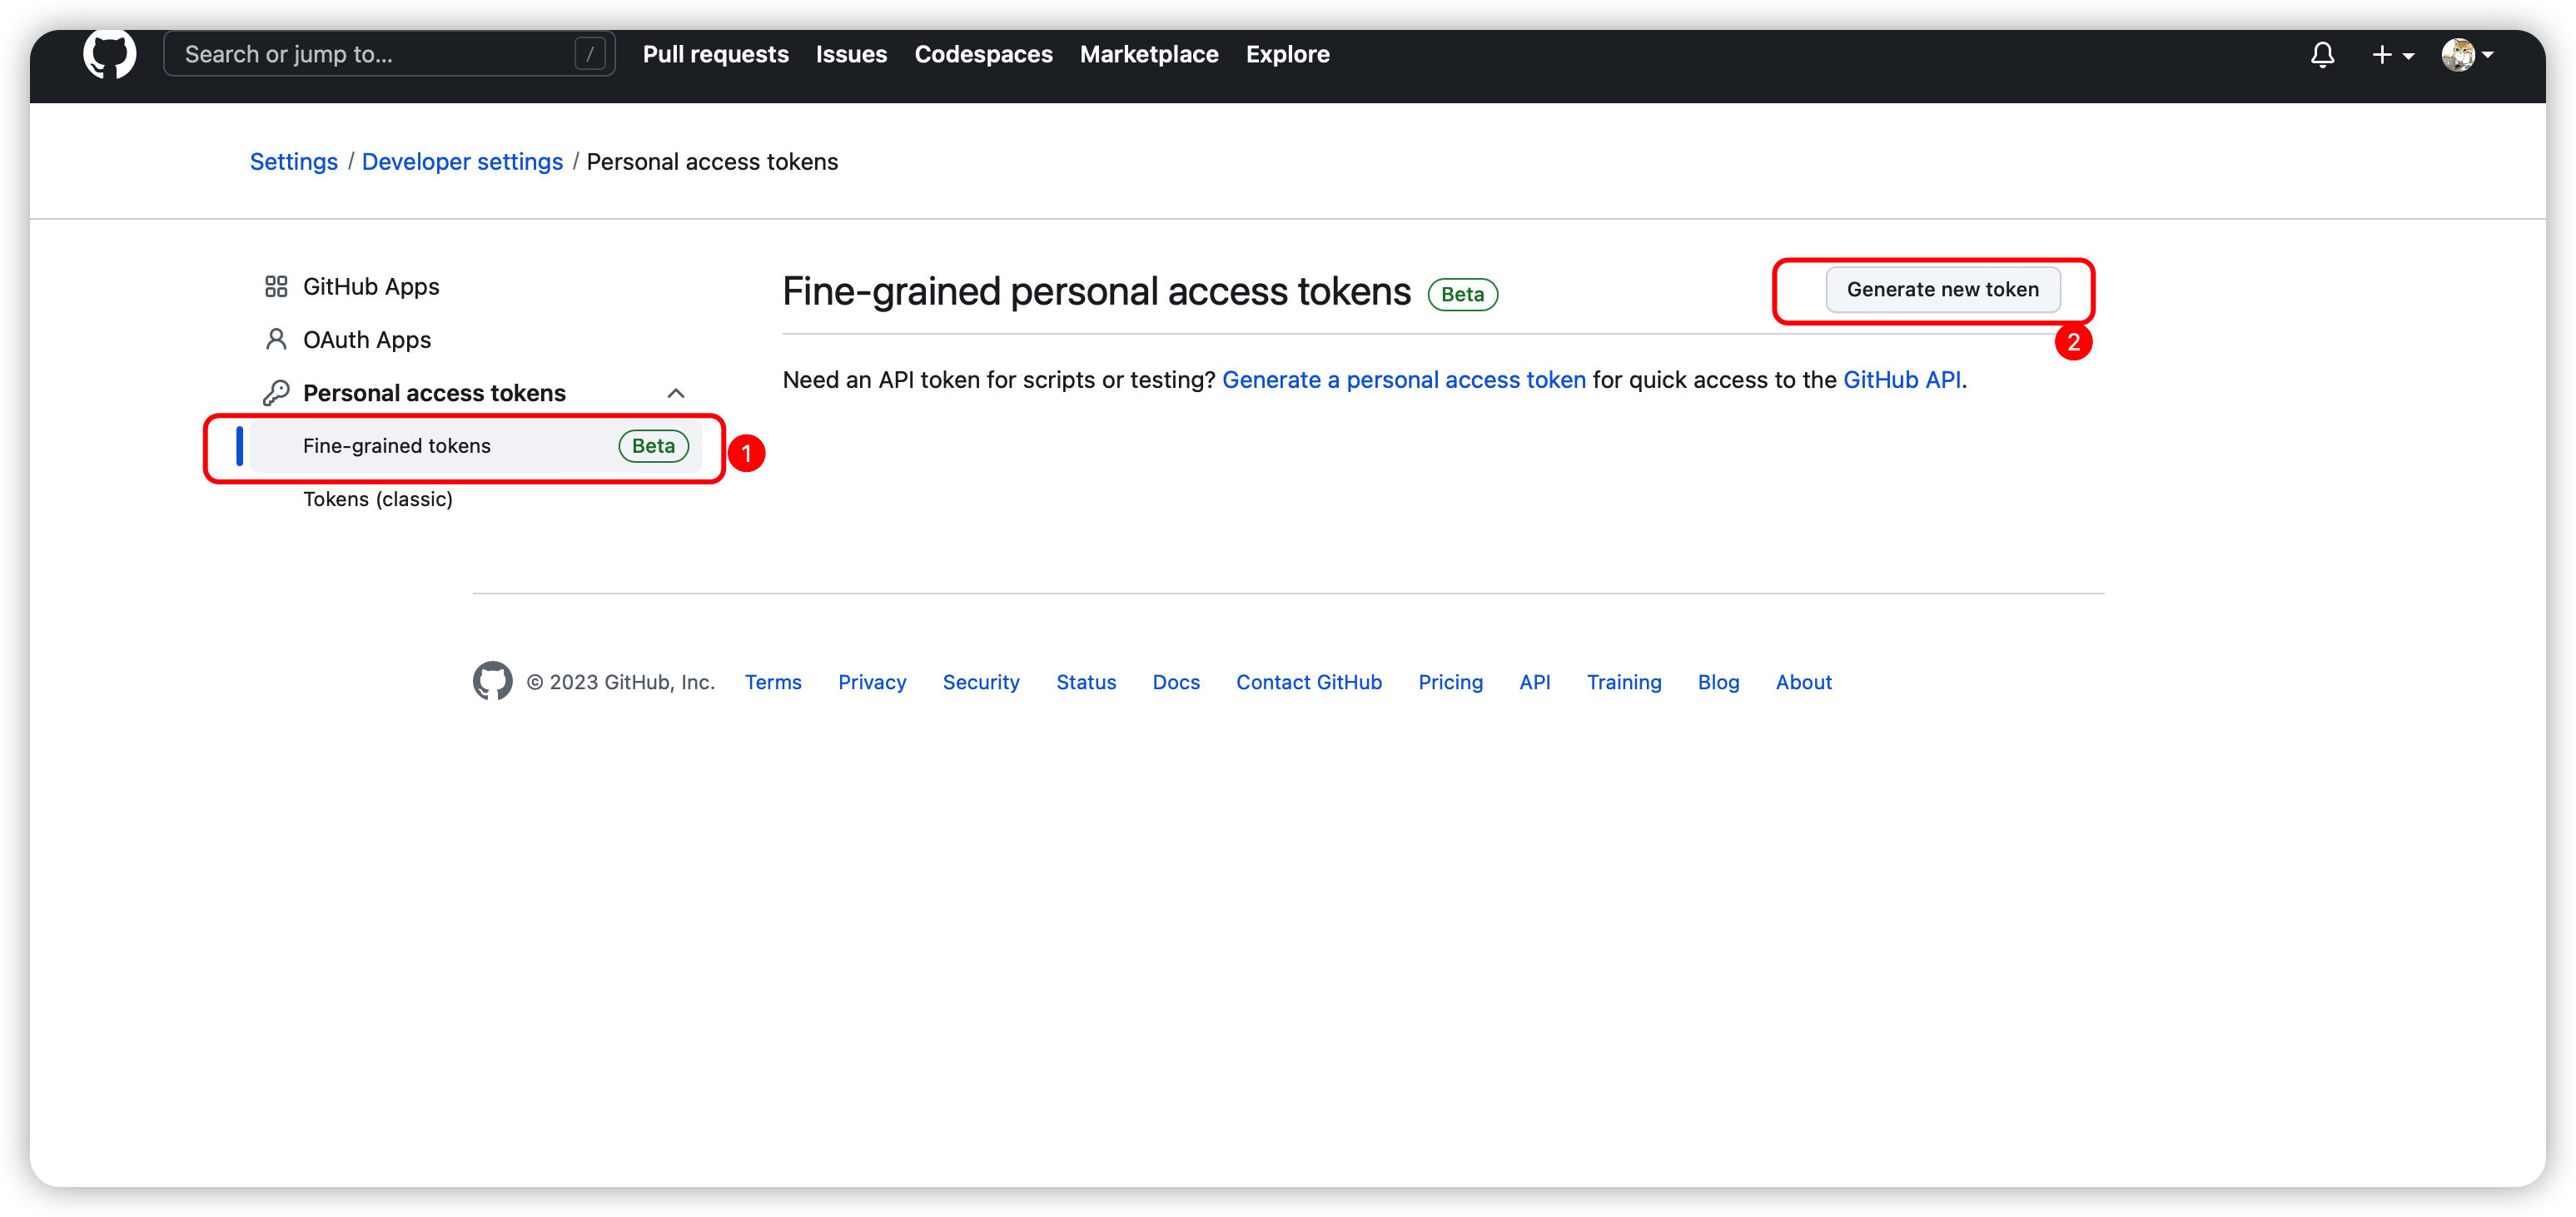 Search or jump to... / Pull requests Issues Codespaces Marketplace Explore
Settings / Developer settings / Personal access tokens
GitHub Apps
OAuth Apps
Personal access tokens
Fine-grained tokens Beta 1
Tokens (classic)
Fine-grained personal access tokens Beta Generate new token
2
Need an API token for scripts or testing? Generate a personal access token for quick access to the GitHub API.
© 2023 GitHub, Inc. Terms Privacy Security Status Docs Contact GitHub Pricing API Training Blog About